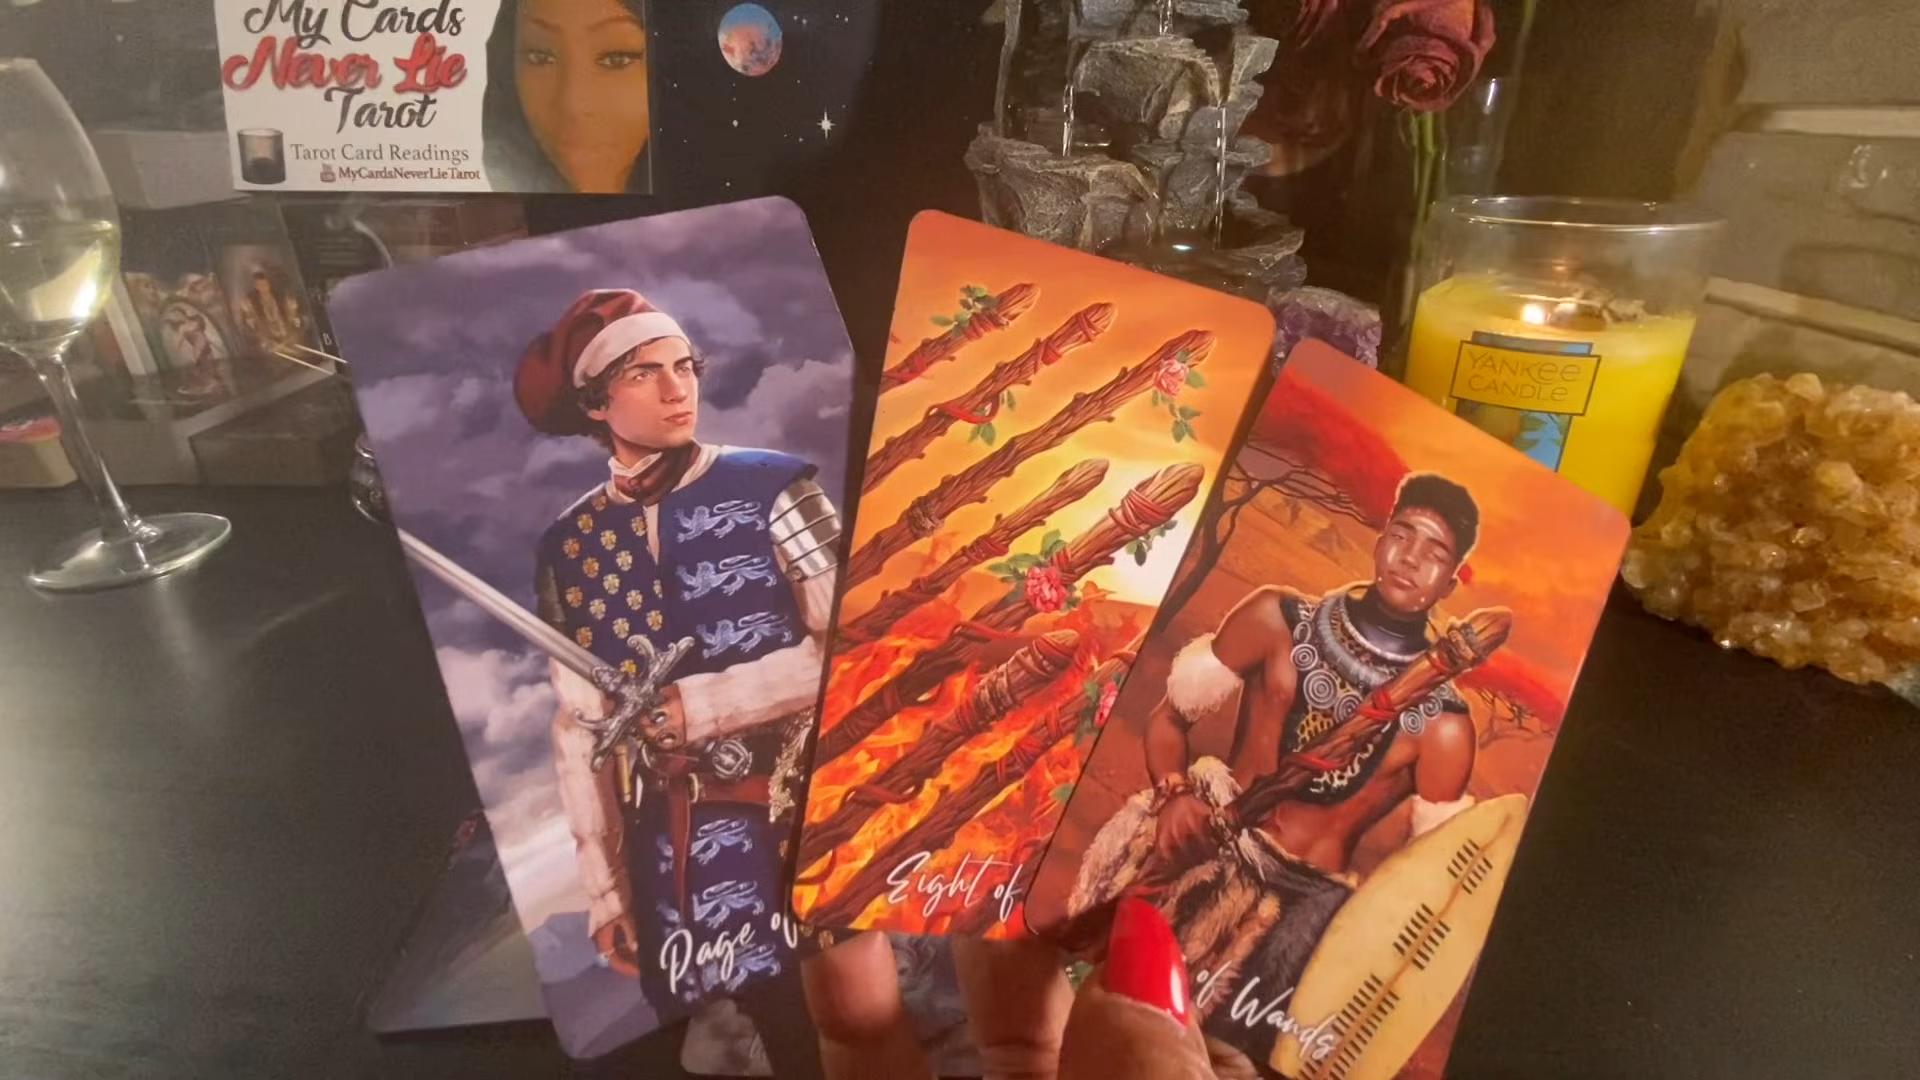 My Cards
Never Lie
Tarot
Tarot Card Readings
MyCardsNeverLieTarot
YANKEE
CANDLE
Page of
Eight of
of Wands